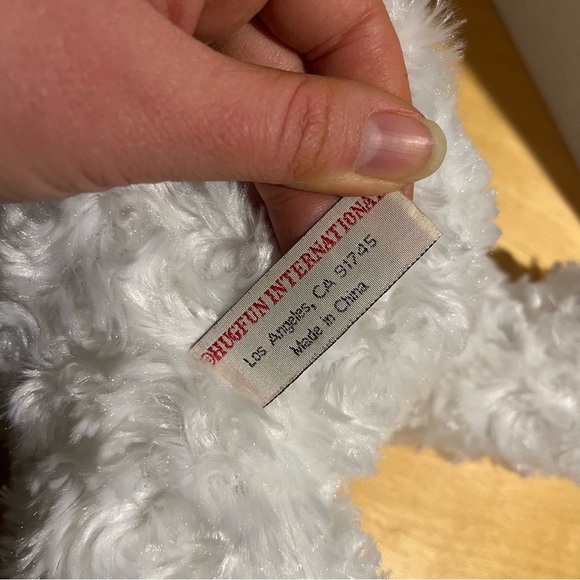 ©HUGFUN INTERNATIONAL
Los Angeles, CA 91745
Made in China